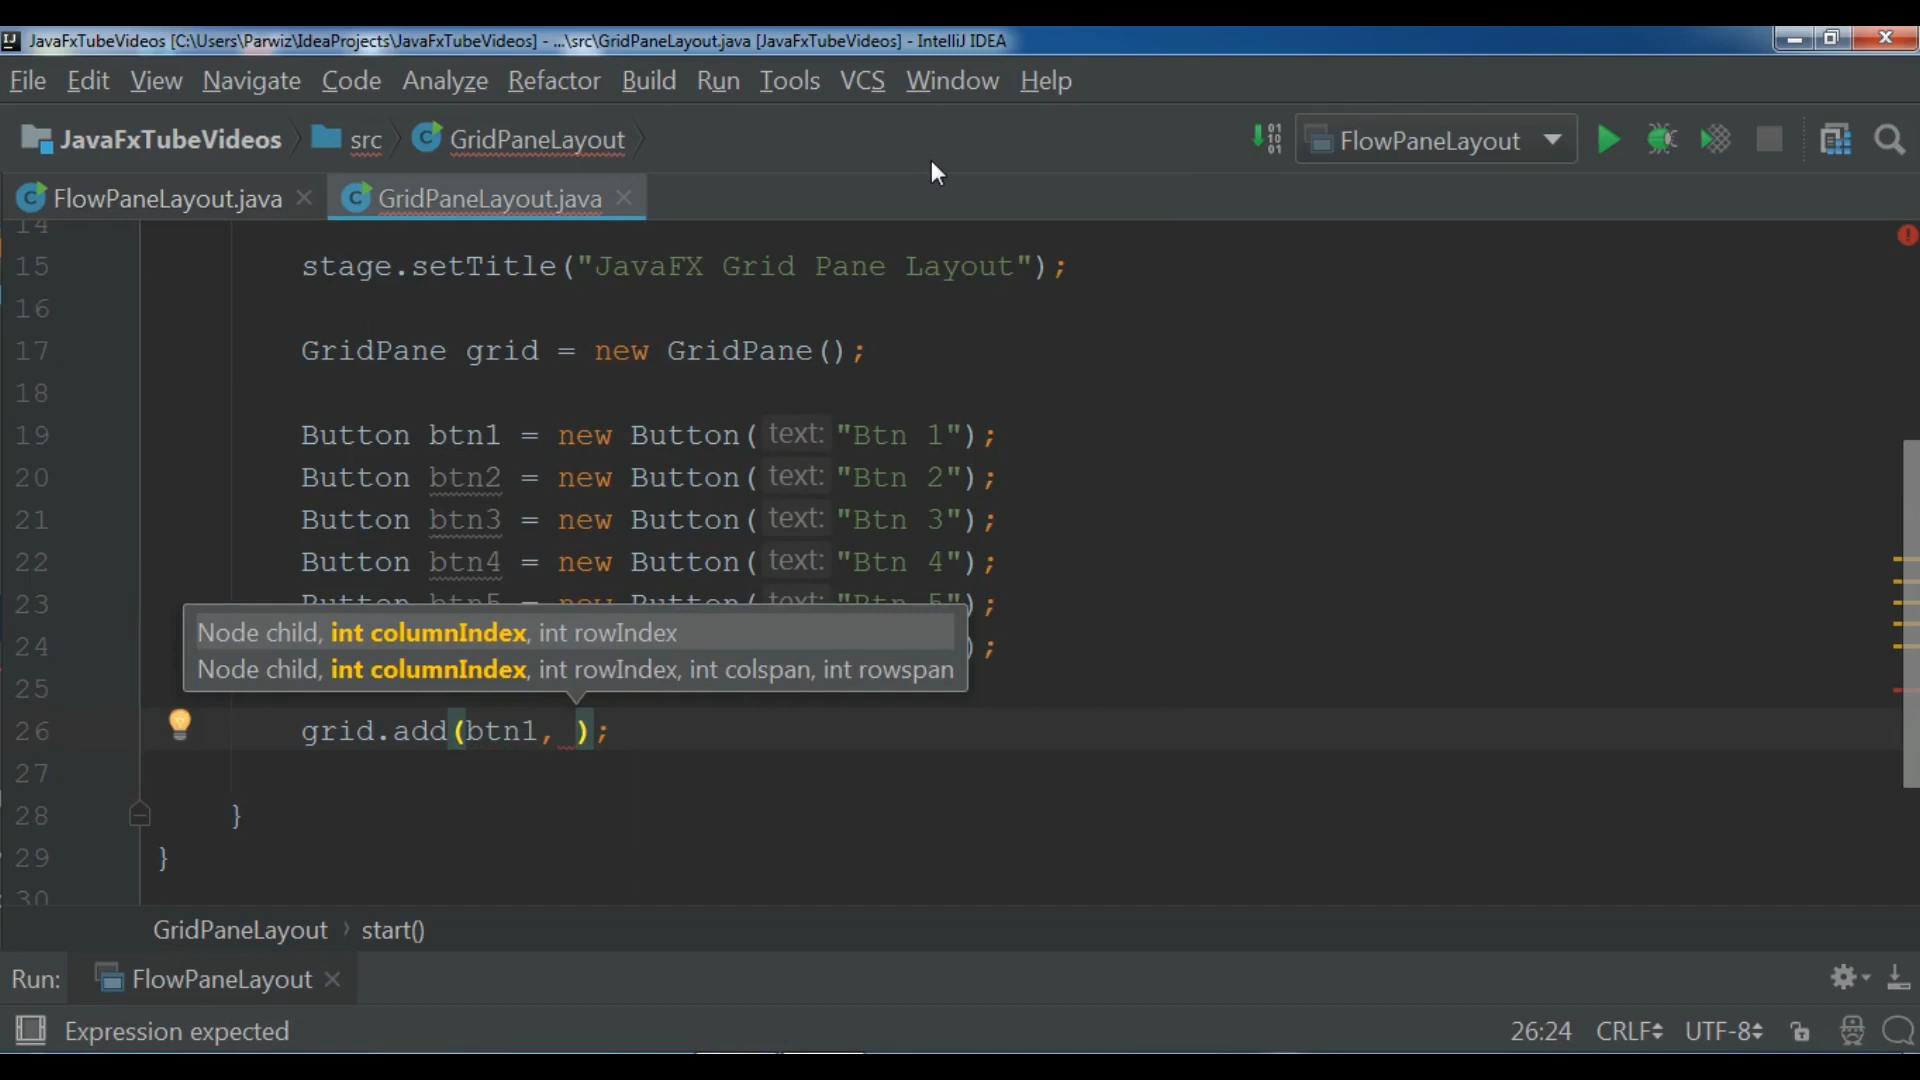 JavaFxTubeVideos [C:\Users\Parwiz\IdeaProjects\JavaFxTubeVideos] - ...\src\GridPaneLayout.java [JavaFxTubeVideos] - IntelliJ IDEA
File Edit View Navigate Code Analyze Refactor Build Run Tools VCS Window Help
JavaFxTubeVideos src GridPaneLayout FlowPaneLayout
FlowPaneLayout.java GridPaneLayout.java
14
15 stage.setTitle("JavaFX Grid Pane Layout");
16
17 GridPane grid = new GridPane();
18
19 Button btn1 = new Button( text: "Btn 1");
20 Button btn2 = new Button( text: "Btn 2");
21 Button btn3 = new Button( text: "Btn 3");
22 Button btn4 = new Button( text: "Btn 4");
23 Button btn5 = new Button( text: "Btn 5");
Node child, int columnIndex, int rowIndex
24 );
Node child, int columnIndex, int rowIndex, int colspan, int rowspan
25
26 grid.add(btn1, );
27
28 }
29 }
30
GridPaneLayout start()
Run: FlowPaneLayout
Expression expected 26:24 CRLF UTF-8